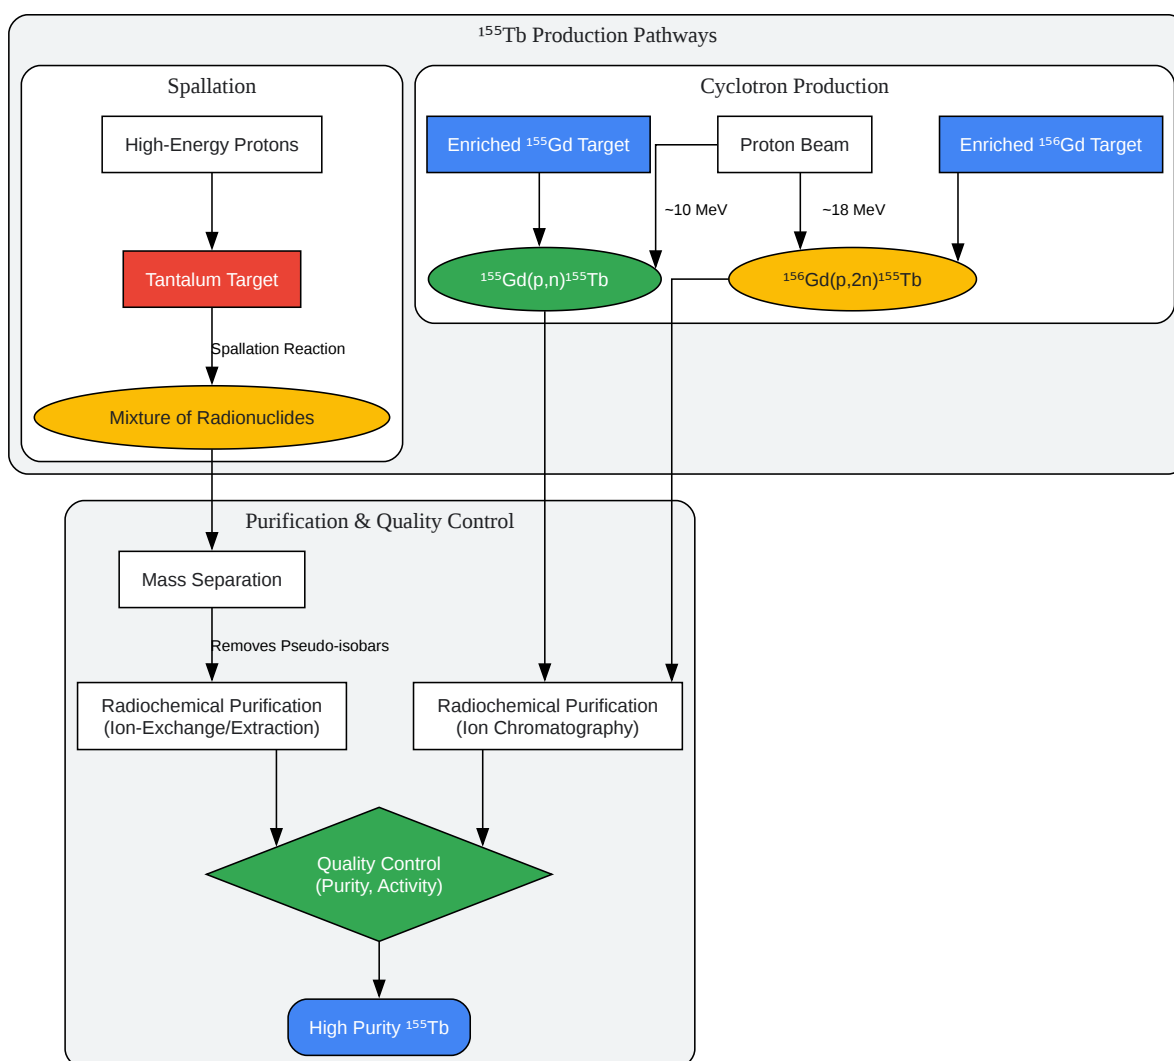 ¹⁵⁵Tb Production Pathways
Spallation
Cyclotron Production
High-Energy Protons
Enriched ¹⁵⁵Gd Target
Proton Beam
Enriched ¹⁵⁶Gd Target
~10 MeV
~18 MeV
Tantalum Target
¹⁵⁵Gd(p,n)¹⁵⁵Tb
¹⁵⁶Gd(p,2n)¹⁵⁵Tb
Spallation Reaction
Mixture of Radionuclides
Purification & Quality Control
Mass Separation
Removes Pseudo-isobars
Radiochemical Purification
(Ion-Exchange/Extraction)
Radiochemical Purification
(Ion Chromatography)
Quality Control
(Purity, Activity)
High Purity ¹⁵⁵Tb